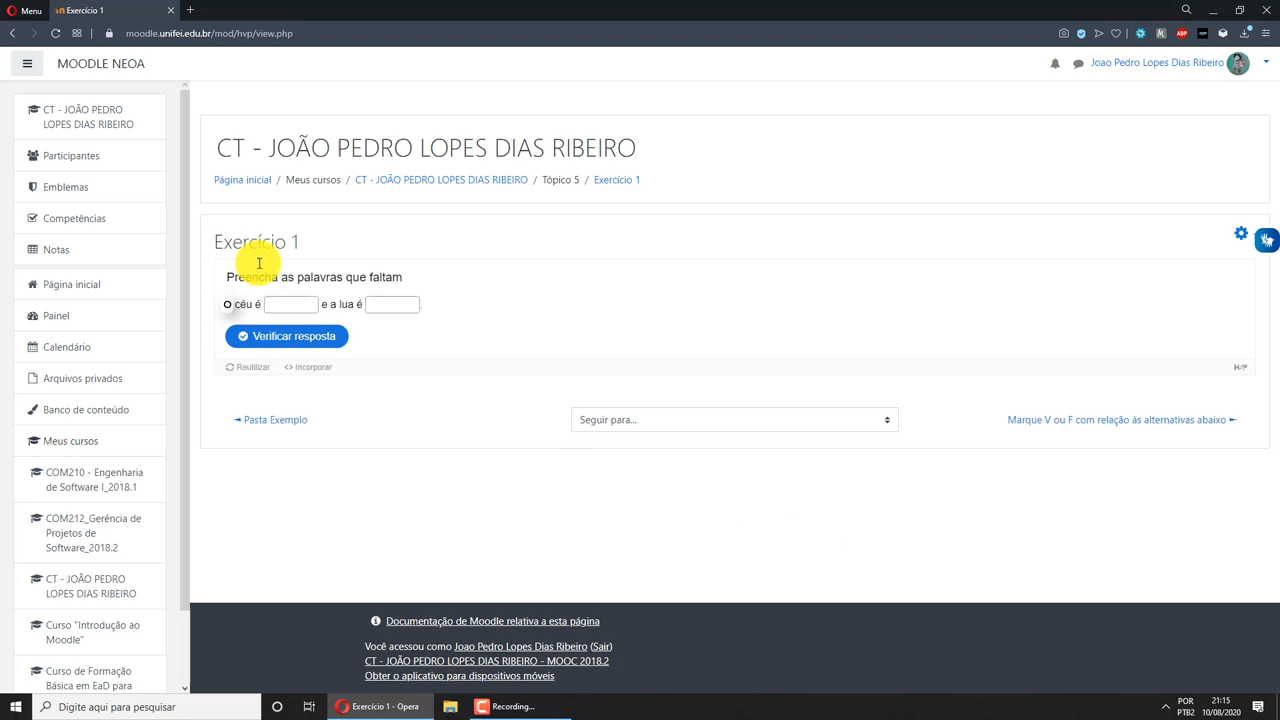 Menu
Exercício 1
moodle.unifei.edu.br/mod/hvp/view.php
ABP
MOODLE NEOA
Joao Pedro Lopes Dias Ribeiro
CT - JOÃO PEDRO
LOPES DIAS RIBEIRO
Participantes
Emblemas
Competências
Notas
Página inicial
Painel
Calendário
Arquivos privados
Banco de conteúdo
Meus cursos
COM210 - Engenharia
de Software I_2018.1
COM212_Gerência de
Projetos de
Software_2018.2
CT - JOÃO PEDRO
LOPES DIAS RIBEIRO
Curso "Introdução ao
Moodle"
Curso de Formação
Básica em EaD para
CT - JOÃO PEDRO LOPES DIAS RIBEIRO
Página inicial / Meus cursos / CT - JOÃO PEDRO LOPES DIAS RIBEIRO / Tópico 5 / Exercício 1
Exercício 1
Preencha as palavras que faltam
O céu é e a lua é .
Verificar resposta
Reutilizar <> Incorporar
H5P
◄ Pasta Exemplo
Seguir para...
Marque V ou F com relação às alternativas abaixo ►
Documentação de Moodle relativa a esta página
Você acessou como Joao Pedro Lopes Dias Ribeiro (Sair)
CT - JOÃO PEDRO LOPES DIAS RIBEIRO - MOOC 2018.2
Obter o aplicativo para dispositivos móveis
Digite aqui para pesquisar
Exercício 1 - Opera
Recording...
POR
PTB2
21:15
10/08/2020